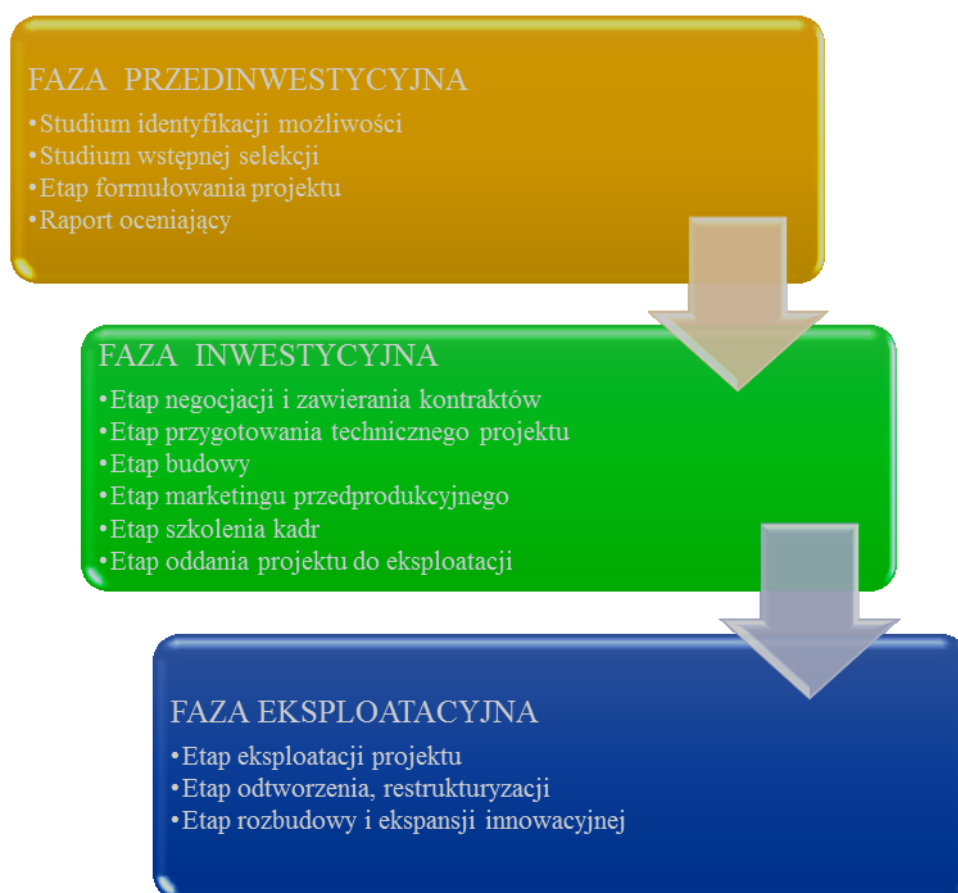 FAZA PRZEDINWESTYCYJNA
•Studium identyfikacji możliwości
•Studium wstępnej selekcji
•Etap formułowania projektu
•Raport oceniający
FAZA INWESTYCYJNA
•Etap negocjacji i zawierania kontraktów
•Etap przygotowania technicznego projektu
•Etap budowy
•Etap marketingu przedprodukcyjnego
•Etap szkolenia kadr
•Etap oddania projektu do eksploatacji
FAZA EKSPLOATACYJNA
•Etap eksploatacji projektu
•Etap odtworzenia, restrukturyzacji
•Etap rozbudowy i ekspansji innowacyjnej